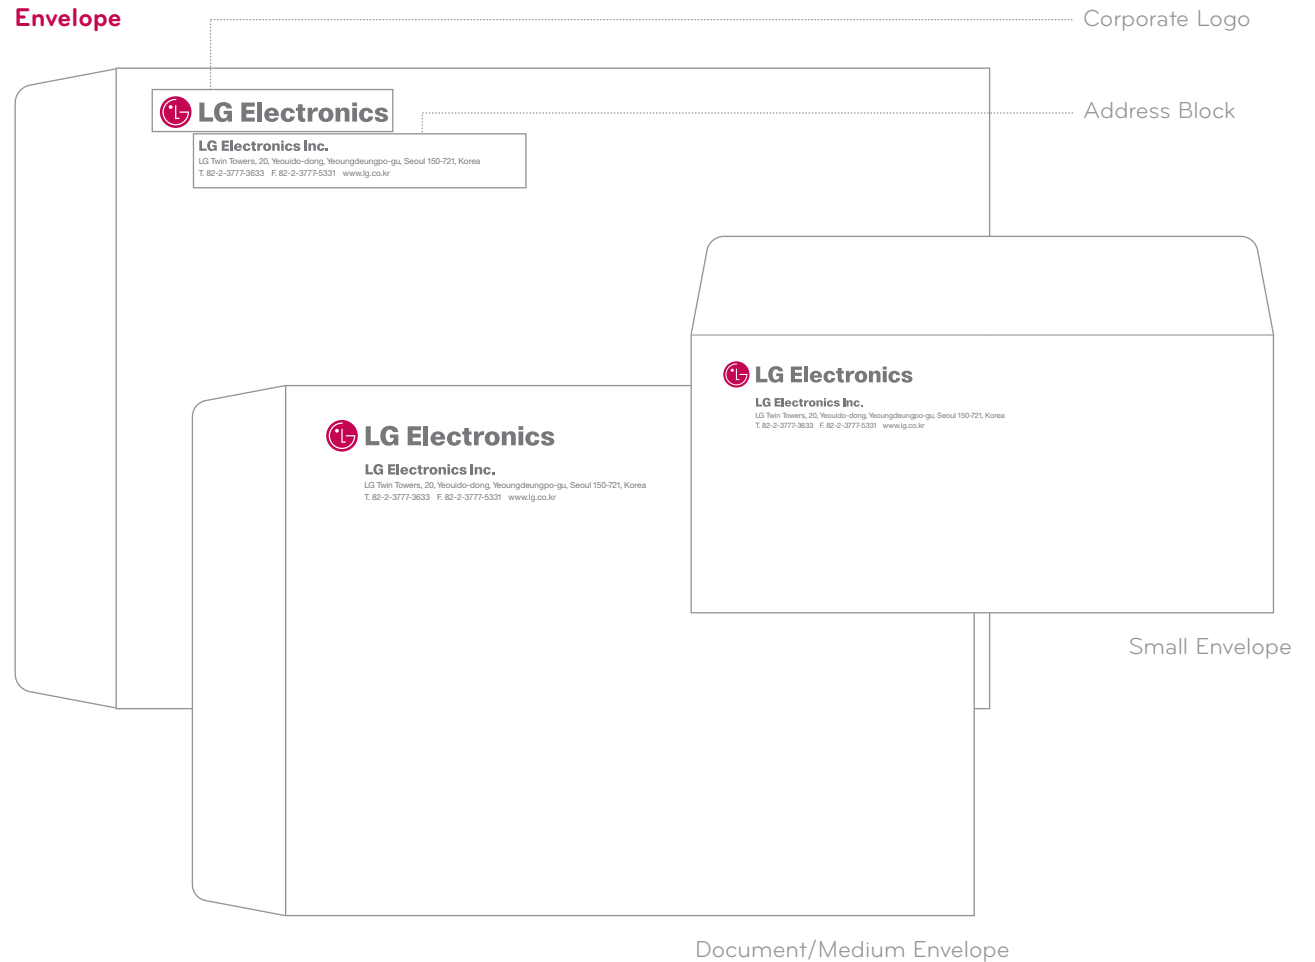 Envelope
Corporate Logo
LG Electronics
Address Block
LG Electronics Inc.
LG Twin Towers, 20, Yeouido-dong, Yeoungdeungpo-gu, Seoul 150-721, Korea
T. 82-2-3777-3633 F. 82-2-3777-5331 www.lg.co.kr
LG Electronics
LG Electronics Inc.
LG Twin Towers, 20, Yeouido-dong, Yeoungdeungpo-gu, Seoul 150-721, Korea
T. 82-2-3777-3633 F. 82-2-3777-5331 www.lg.co.kr
LG Electronics
LG Electronics Inc.
LG Twin Towers, 20, Yeouido-dong, Yeoungdeungpo-gu, Seoul 150-721, Korea
T. 82-2-3777-3633 F. 82-2-3777-5331 www.lg.co.kr
Small Envelope
Document/Medium Envelope